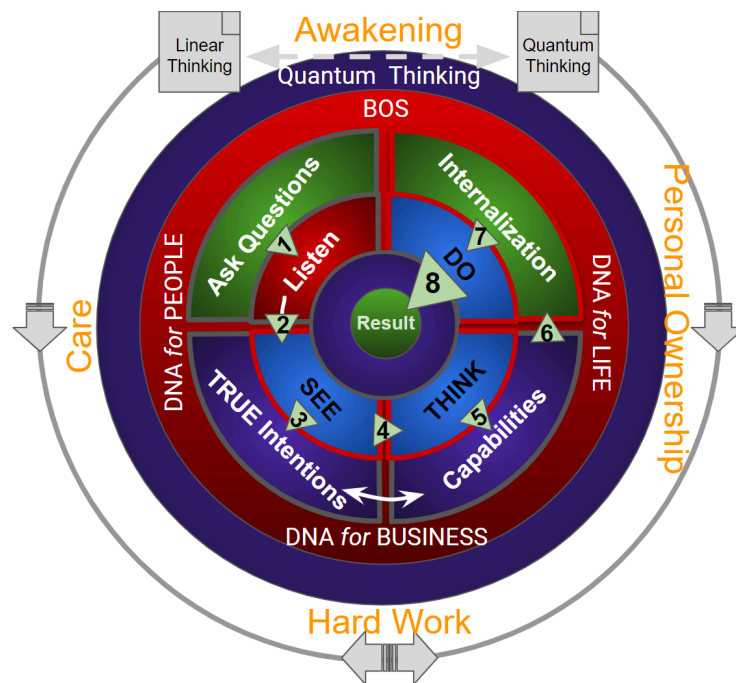 Awakening
Linear
Thinking
Quantum
Thinking
Quantum Thinking
BOS
Ask Questions
Internalization
1
Listen
7
DO
8
DNA for PEOPLE
DNA for LIFE
Care
Personal Ownership
Result
2
6
SEE
THINK
3
4
5
TRUE Intentions
Capabilities
DNA for BUSINESS
Hard Work